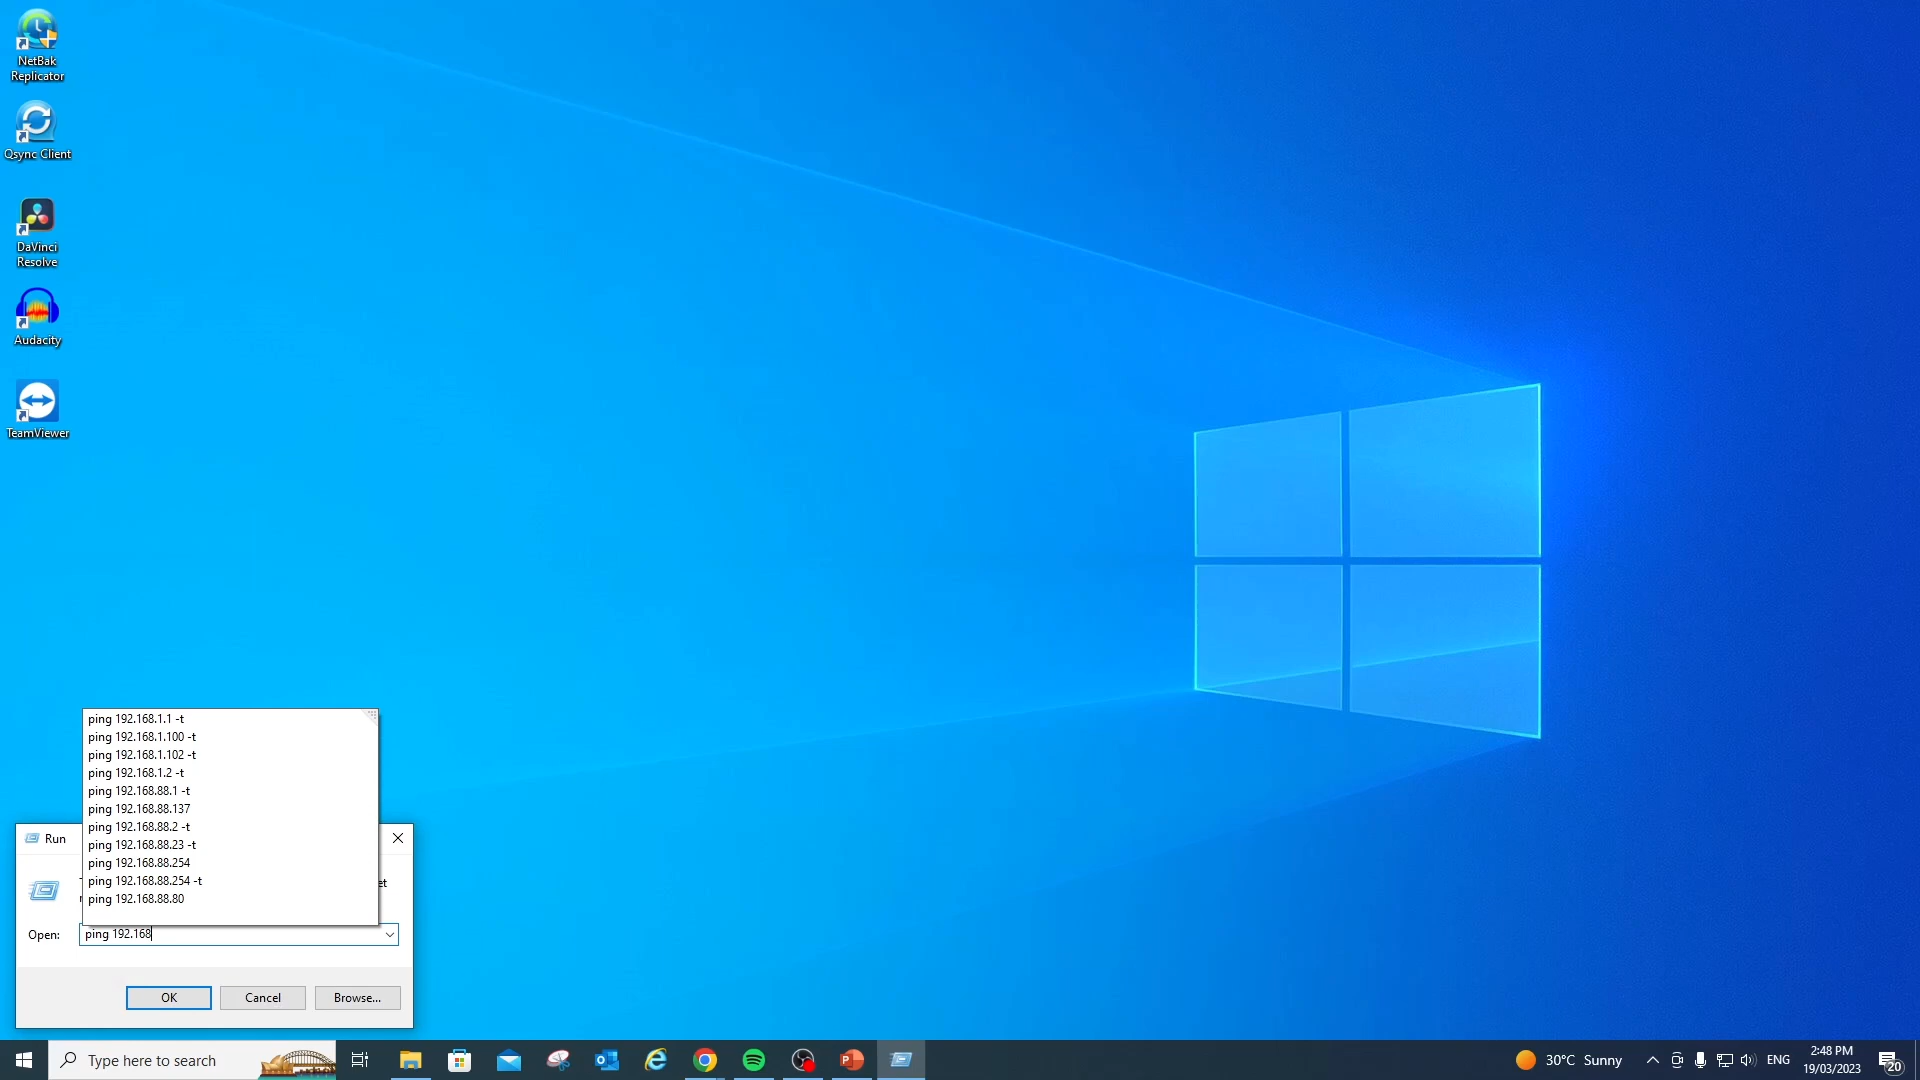 NetBak
Replicator
Qsync Client
DaVinci
Resolve
Audacity
TeamViewer
ping 192.168.1.1 -t
ping 192.168.1.100 -t
ping 192.168.1.102 -t
ping 192.168.1.2 -t
ping 192.168.88.1 -t
ping 192.168.88.137
ping 192.168.88.2 -t
ping 192.168.88.23 -t
ping 192.168.88.254
ping 192.168.88.254 -t
ping 192.168.88.80
Run
et
Open:
ping 192.168
OK
Cancel
Browse...
Type here to search
30°C Sunny
ENG
2:48 PM
19/03/2023
20